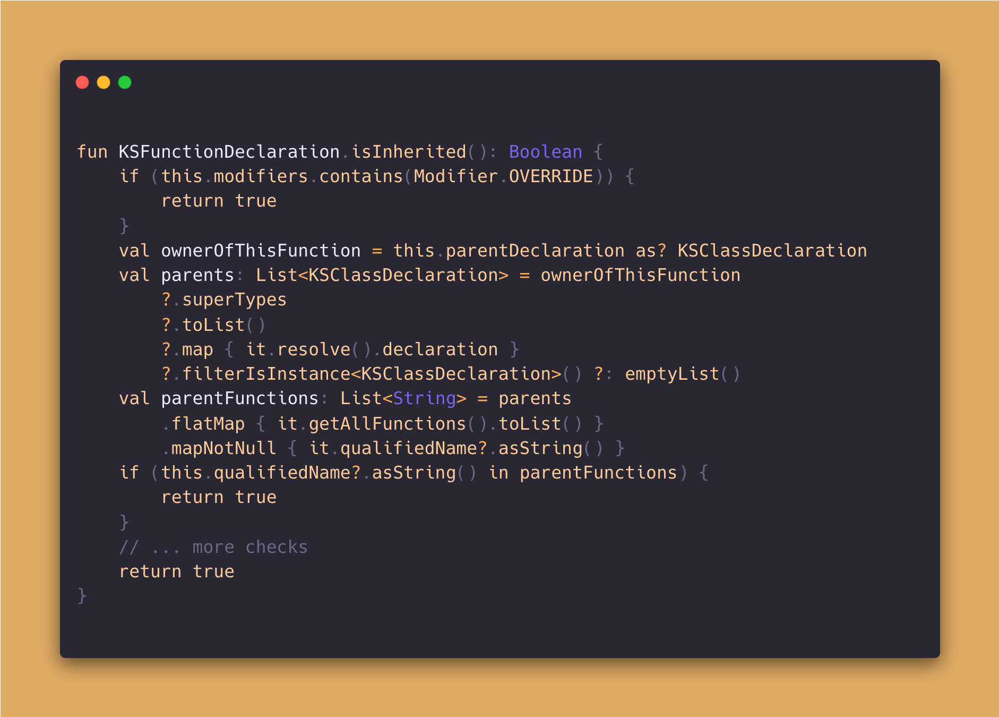 fun KSFunctionDeclaration.isInherited(): Boolean {
    if (this.modifiers.contains(Modifier.OVERRIDE)) {
        return true
    }
    val ownerOfThisFunction = this.parentDeclaration as? KSClassDeclaration
    val parents: List<KSClassDeclaration> = ownerOfThisFunction
        ?.superTypes
        ?.toList()
        ?.map { it.resolve().declaration }
        ?.filterIsInstance<KSClassDeclaration>() ?: emptyList()
    val parentFunctions: List<String> = parents
        .flatMap { it.getAllFunctions().toList() }
        .mapNotNull { it.qualifiedName?.asString() }
    if (this.qualifiedName?.asString() in parentFunctions) {
        return true
    }
    // ... more checks
    return true
}